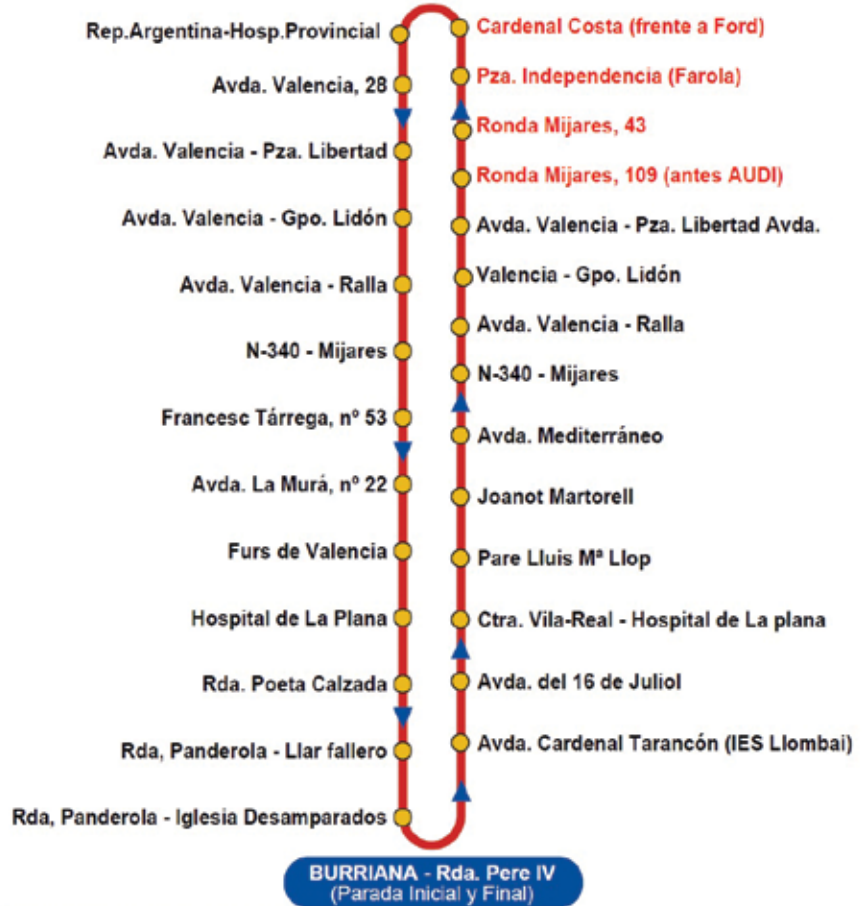 Rep.Argentina-Hosp.Provincial
Avda. Valencia, 28
Avda. Valencia - Pza. Libertad
Avda. Valencia - Gpo. Lidón
Avda. Valencia - Ralla
N-340 - Mijares
Francesc Tárrega, nº 53
Avda. La Murá, nº 22
Furs de Valencia
Hospital de La Plana
Rda. Poeta Calzada
Rda, Panderola - Llar fallero
Rda, Panderola - Iglesia Desamparados
Cardenal Costa (frente a Ford)
Pza. Independencia (Farola)
Ronda Mijares, 43
Ronda Mijares, 109 (antes AUDI)
Avda. Valencia - Pza. Libertad Avda.
Valencia - Gpo. Lidón
Avda. Valencia - Ralla
N-340 - Mijares
Avda. Mediterráneo
Joanot Martorell
Pare Lluis Mª Llop
Ctra. Vila-Real - Hospital de La plana
Avda. del 16 de Juliol
Avda. Cardenal Tarancón (IES Llombai)
BURRIANA - Rda. Pere IV
(Parada Inicial y Final)